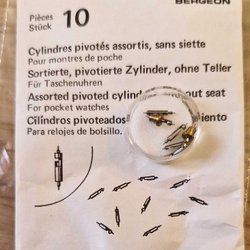 BERGEON
Pièces 10
Stück
Cylindres pivotés assortis, sans siette
Pour montres de poche
Sortierte, pivotierte Zylinder, ohne Teller
Für Taschenuhren
Assorted pivoted cylind out seat
For pocket watches
Cilindros pivoteados iento
Para relojes de bolsillo.